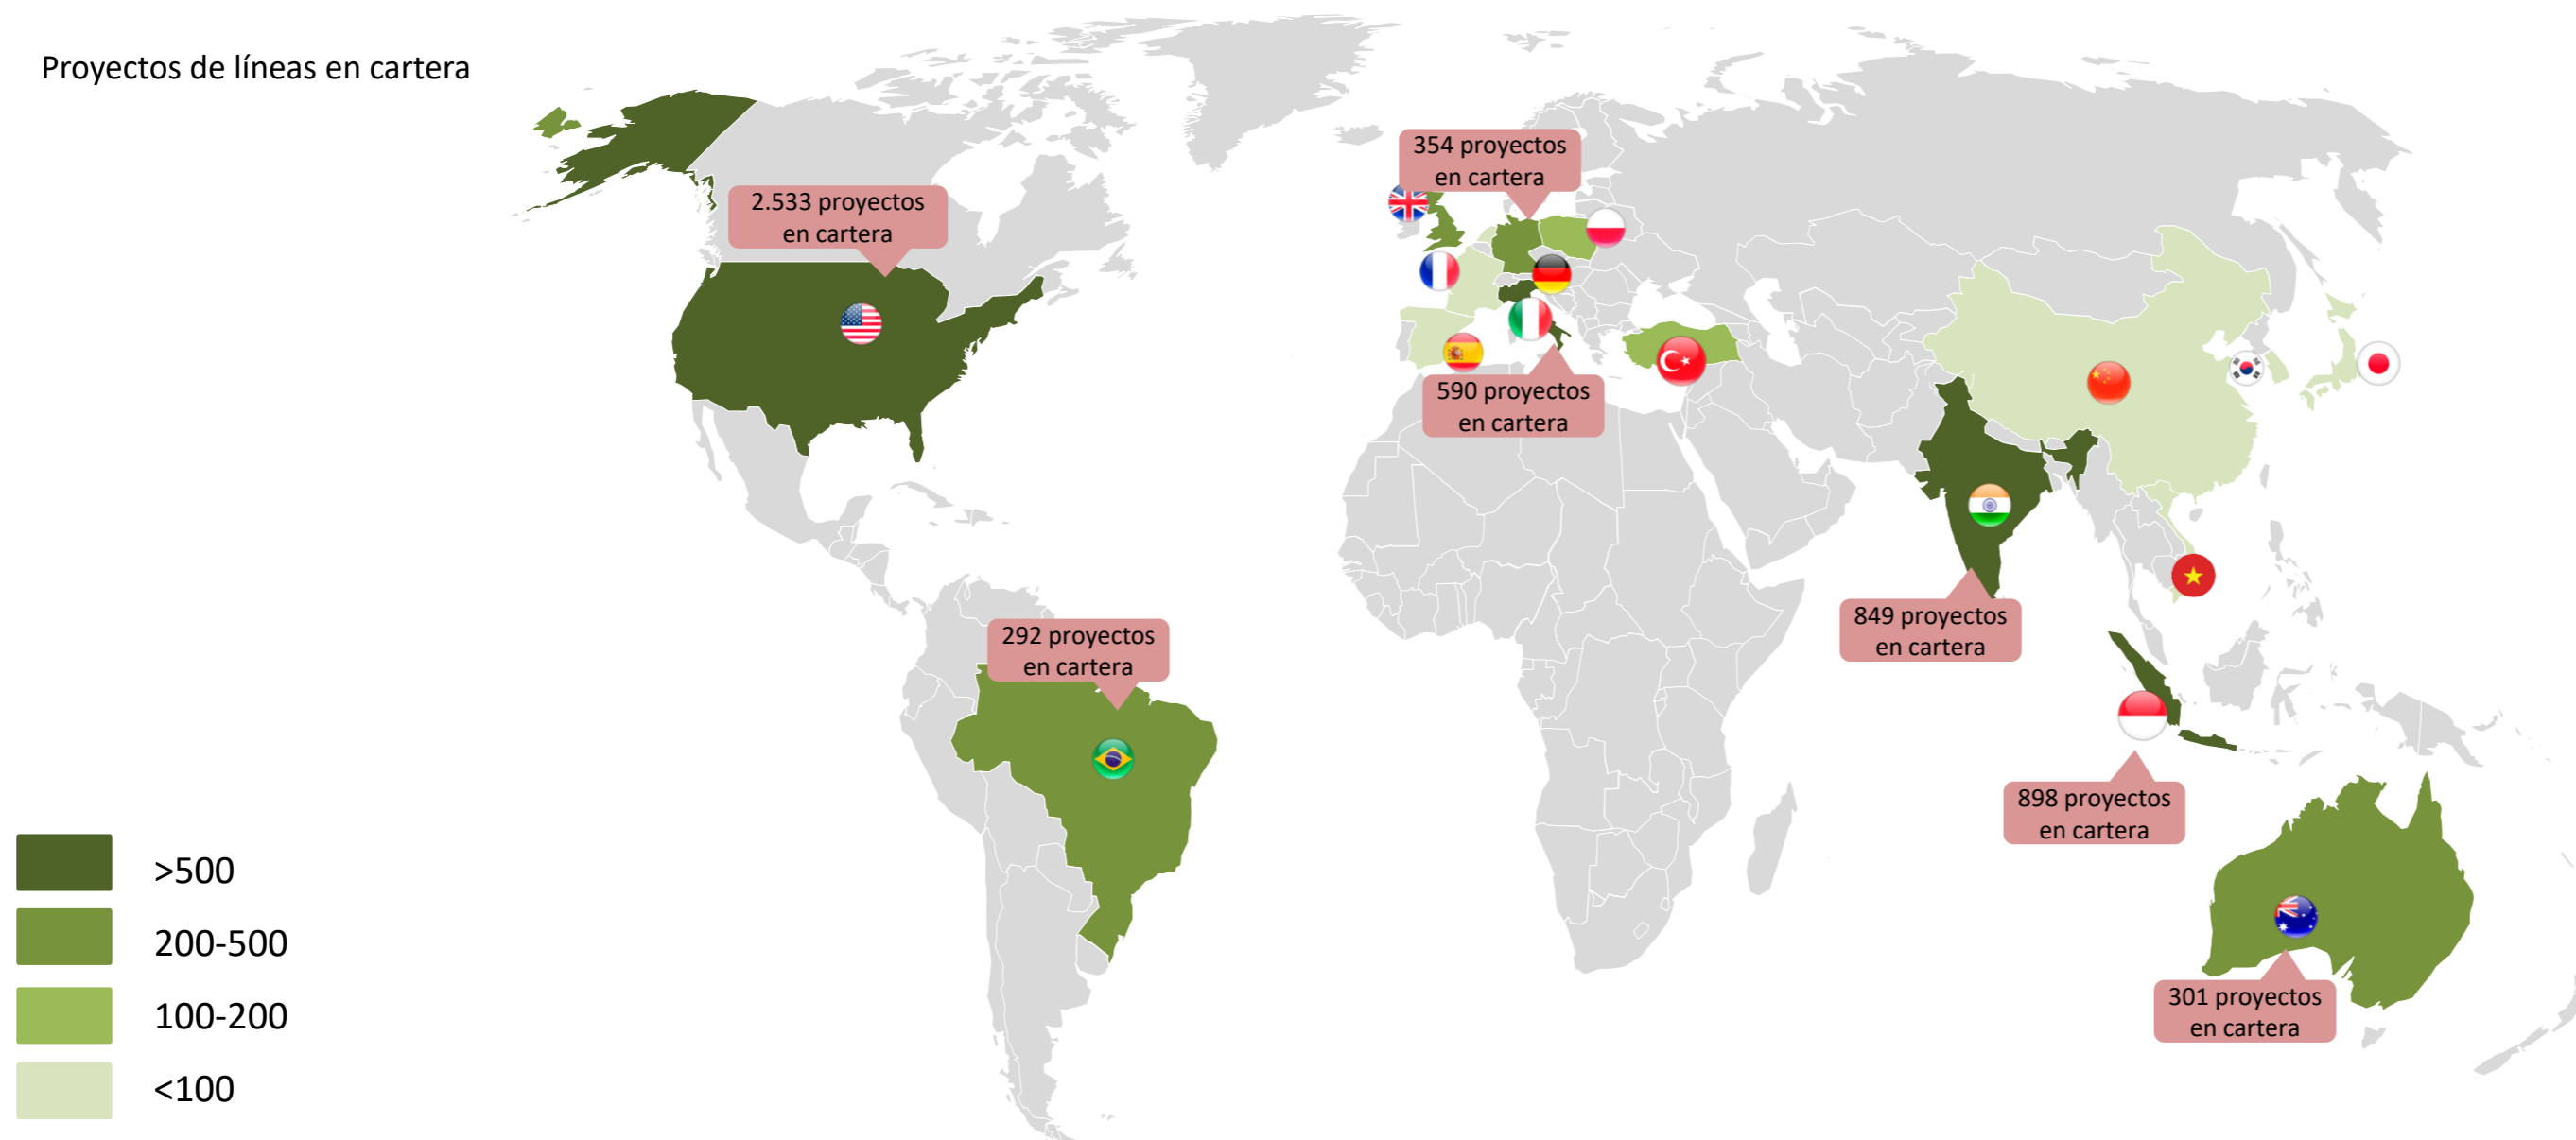 Proyectos de líneas en cartera
354 proyectos
en cartera
2.533 proyectos
en cartera
590 proyectos
en cartera
849 proyectos
en cartera
292 proyectos
en cartera
898 proyectos
en cartera
301 proyectos
en cartera
>500
200-500
100-200
<100